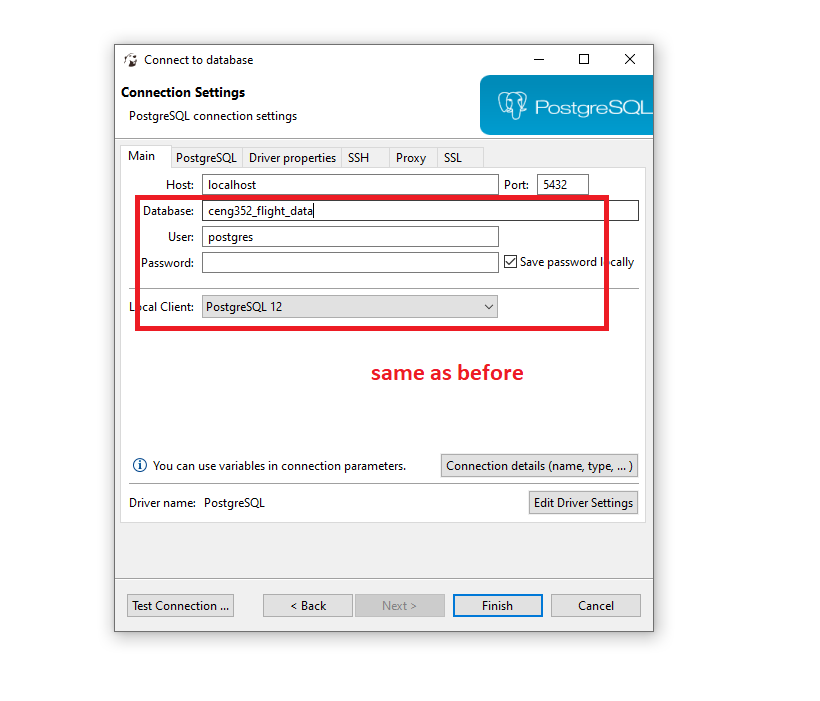 Connect to database
Connection Settings
PostgreSQL connection settings
PostgreSQL
Main PostgreSQL Driver properties SSH Proxy SSL
Host: localhost Port: 5432
Database: ceng352_flight_data
User: postgres
Password: Save password locally
Local Client: PostgreSQL 12
same as before
You can use variables in connection parameters. Connection details (name, type, ... )
Driver name: PostgreSQL Edit Driver Settings
Test Connection ... < Back Next > Finish Cancel